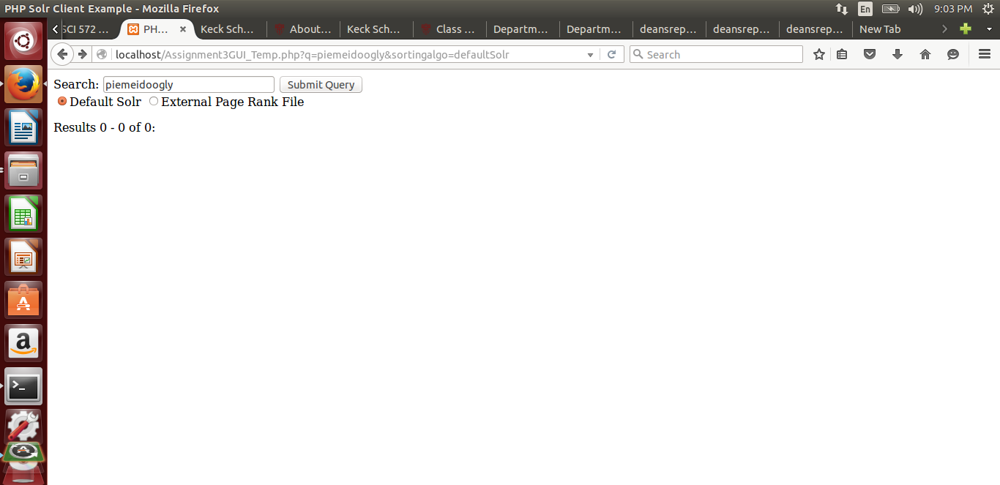 PHP Solr Client Example - Mozilla Firefox
En
9:03 PM
SCI 572 ...
PH...
Keck Sch...
About...
Keck Sch...
Class ...
Departm...
Departm...
deansrep...
deansrep...
deansrep...
New Tab
localhost/Assignment3GUI_Temp.php?q=piemeidoogly&sortingalgo=defaultSolr
Search
Search: piemeidoogly Submit Query
Default Solr External Page Rank File
Results 0 - 0 of 0: